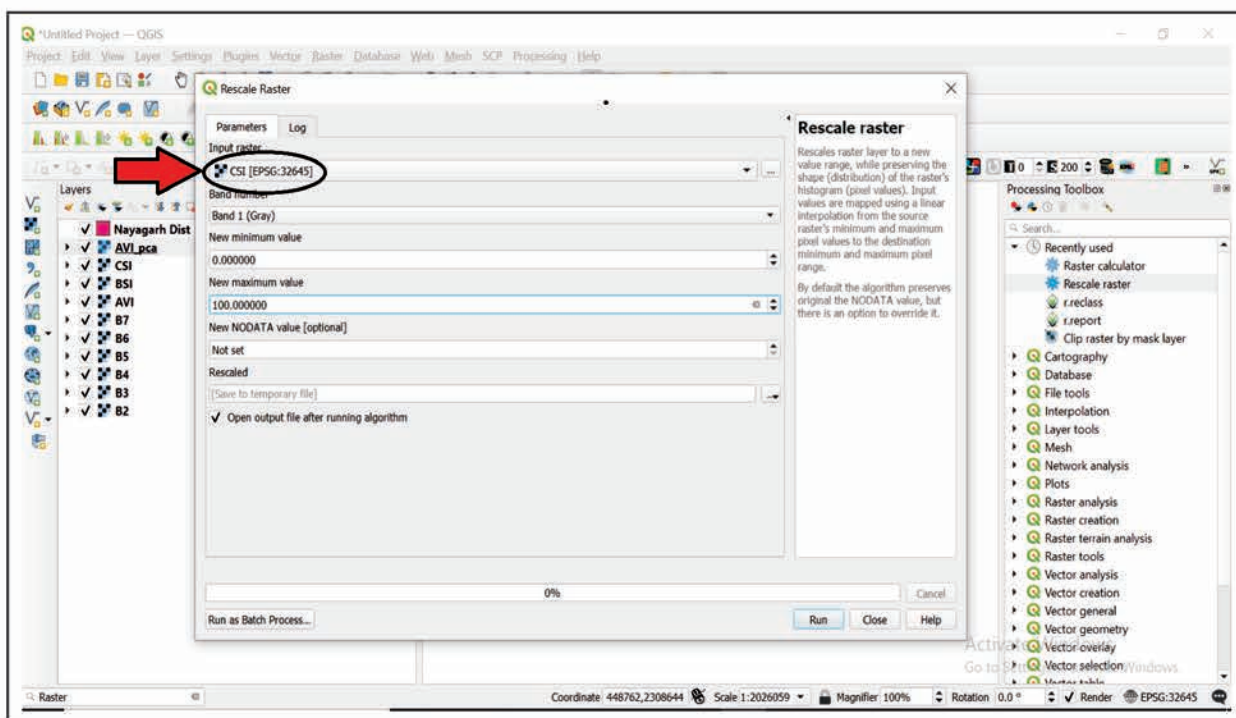 *Untitled Project — QGIS
Project Edit View Layer Settings Plugins Vector Raster Database Web Mesh SCP Processing Help
Rescale Raster
Parameters Log
Input raster
CSI [EPSG:32645]
Band number
Band 1 (Gray)
New minimum value
0.000000
New maximum value
100.000000
New NODATA value [optional]
Not set
Rescaled
[Save to temporary file]
Open output file after running algorithm
0%
Cancel
Run as Batch Process...
Run Close Help
Rescale raster
Rescales raster layer to a new
value range, while preserving the
shape (distribution) of the raster's
histogram (pixel values). Input
values are mapped using a linear
interpolation from the source
raster's minimum and maximum
pixel values to the destination
minimum and maximum pixel
range.
By default the algorithm preserves
original the NODATA value, but
there is an option to override it.
Layers
Nayagarh Dist
AVI_pca
CSI
BSI
AVI
B7
B6
B5
B4
B3
B2
T 0 S 200
Processing Toolbox
Search...
Recently used
Raster calculator
Rescale raster
r.reclass
r.report
Clip raster by mask layer
Cartography
Database
File tools
Interpolation
Layer tools
Mesh
Network analysis
Plots
Raster analysis
Raster creation
Raster terrain analysis
Raster tools
Vector analysis
Vector creation
Vector general
Vector geometry
Vector overlay
Vector selection
Vector table
Raster
Coordinate 448762,2308644 Scale 1:2026059 Magnifier 100% Rotation 0.0 ° Render EPSG:32645